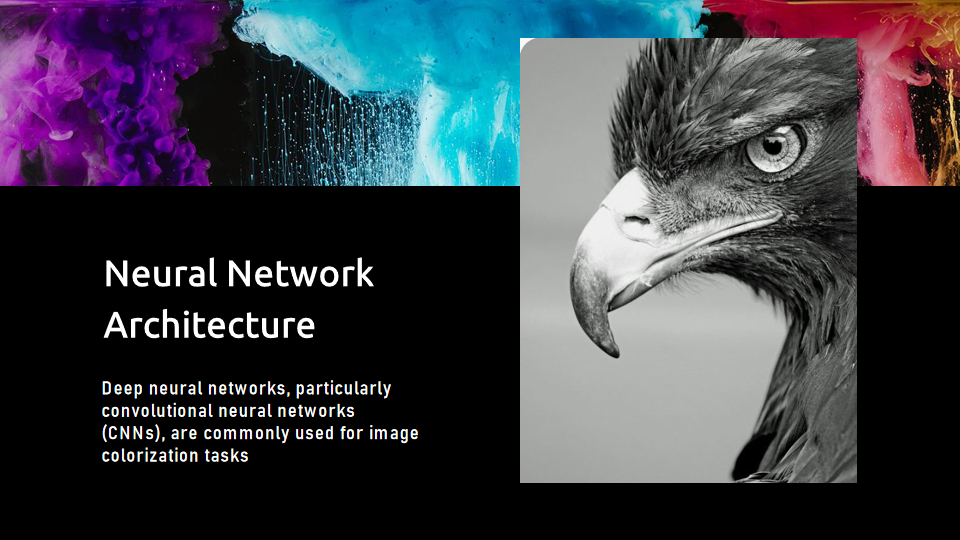 Neural Network
Architecture
Deep neural networks, particularly
convolutional neural networks
(CNNs), are commonly used for image
colorization tasks